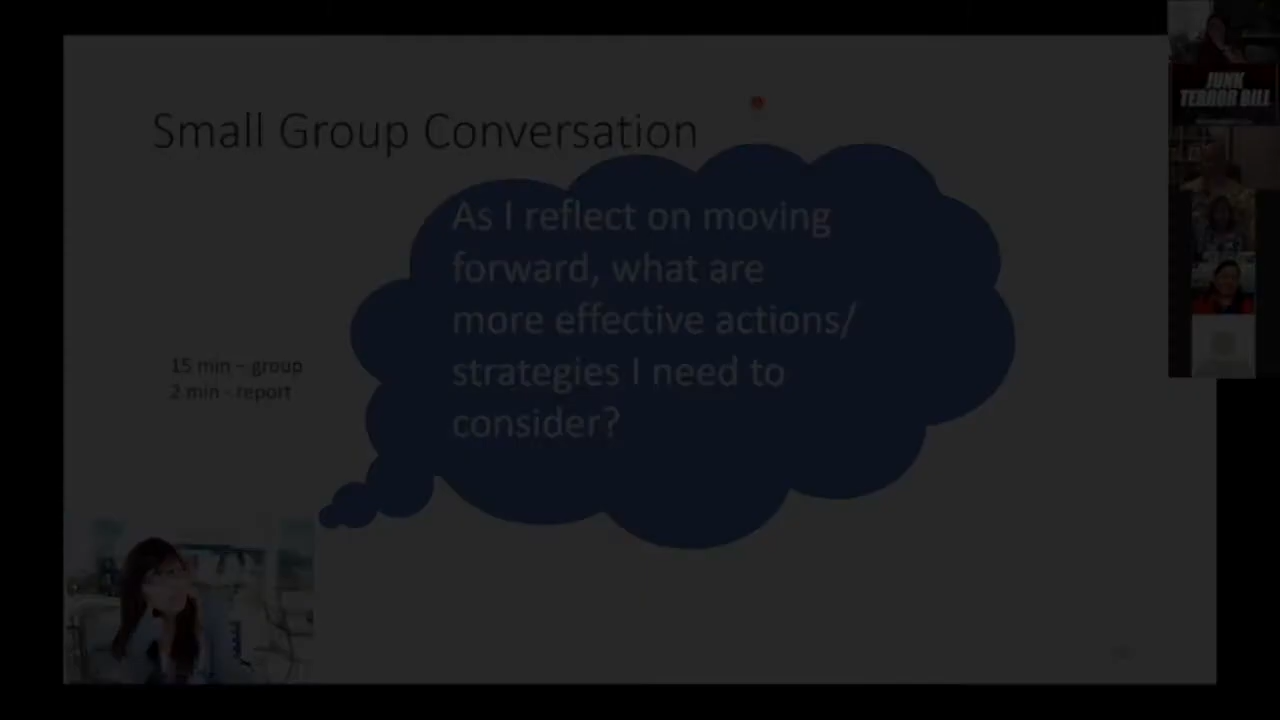 Small Group Conversation
As I reflect on moving
forward, what are
more effective actions/
strategies I need to
consider?
15 min – group
2 min - report
JUNK
TERROR BILL